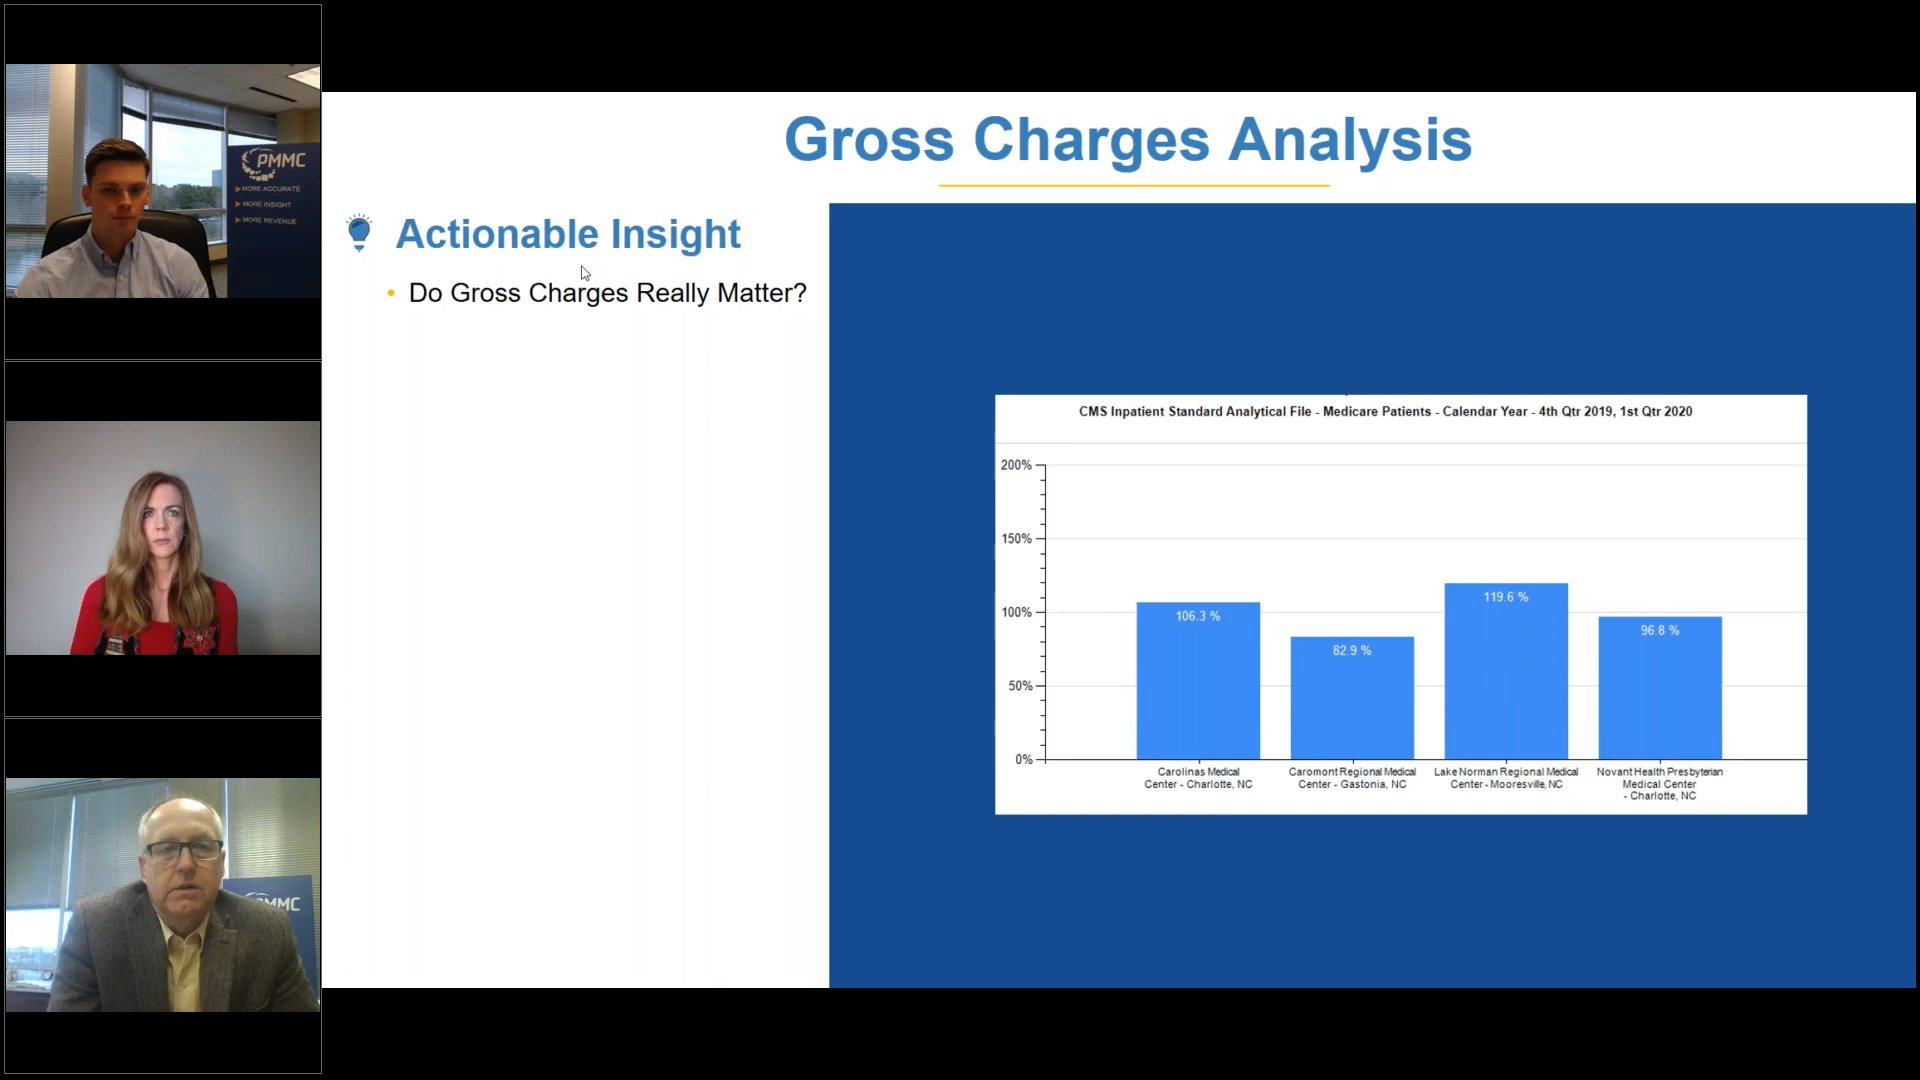 PMMC
MORE ACCURATE
MORE INSIGHT
MORE REVENUE
MMC
Gross Charges Analysis
Actionable Insight
• Do Gross Charges Really Matter?
CMS Inpatient Standard Analytical File - Medicare Patients - Calendar Year - 4th Qtr 2019, 1st Qtr 2020
200%
150%
100%
50%
0%
106.3 %
82.9 %
119.6 %
96.8 %
Carolinas Medical
Center - Charlotte, NC
Caromont Regional Medical
Center - Gastonia, NC
Lake Norman Regional Medical
Center - Mooresville, NC
Novant Health Presbyterian
Medical Center
- Charlotte, NC